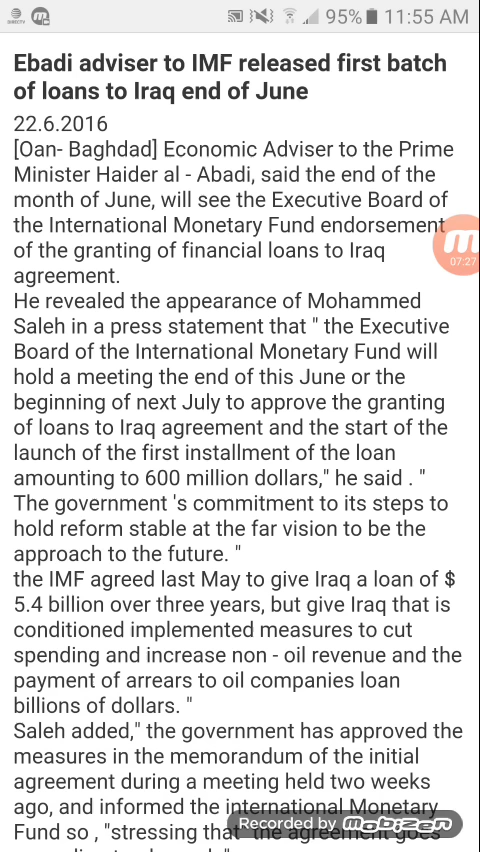 95% 11:55 AM
Ebadi adviser to IMF released first batch
of loans to Iraq end of June
22.6.2016
[Oan- Baghdad] Economic Adviser to the Prime
Minister Haider al - Abadi, said the end of the
month of June, will see the Executive Board of
the International Monetary Fund endorsement
of the granting of financial loans to Iraq
agreement.
07:27
He revealed the appearance of Mohammed
Saleh in a press statement that " the Executive
Board of the International Monetary Fund will
hold a meeting the end of this June or the
beginning of next July to approve the granting
of loans to Iraq agreement and the start of the
launch of the first installment of the loan
amounting to 600 million dollars," he said . "
The government 's commitment to its steps to
hold reform stable at the far vision to be the
approach to the future. "
the IMF agreed last May to give Iraq a loan of $
5.4 billion over three years, but give Iraq that is
conditioned implemented measures to cut
spending and increase non - oil revenue and the
payment of arrears to oil companies loan
billions of dollars. "
Saleh added," the government has approved the
measures in the memorandum of the initial
agreement during a meeting held two weeks
ago, and informed the international Monetary
Fund so , "stressing that" the agreement goes
Recorded by mobizen